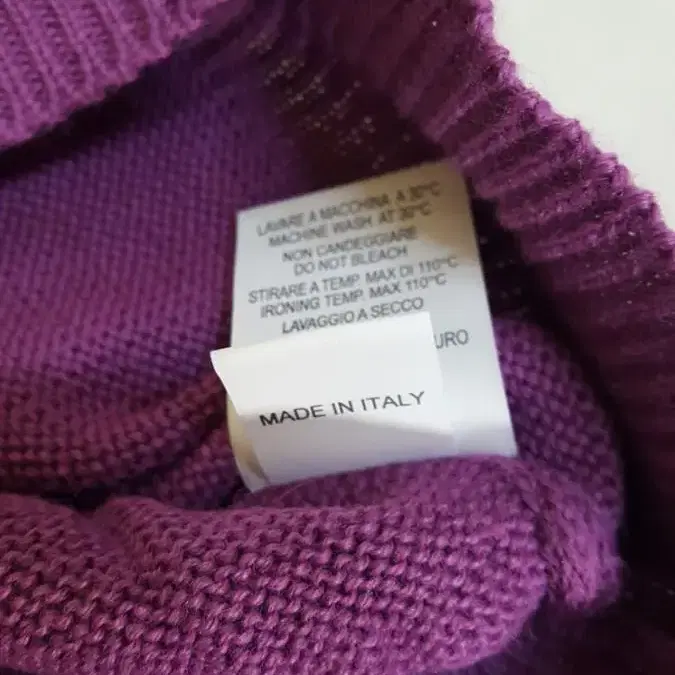 LAVARE A MACCHINA A 30°C
MACHINE WASH AT 30°C
NON CANDEGGIARE
DO NOT BLEACH
STIRARE A TEMP. MAX DI 110°C
IRONING TEMP. MAX 110°C
LAVAGGIO A SECCO
URO
MADE IN ITALY